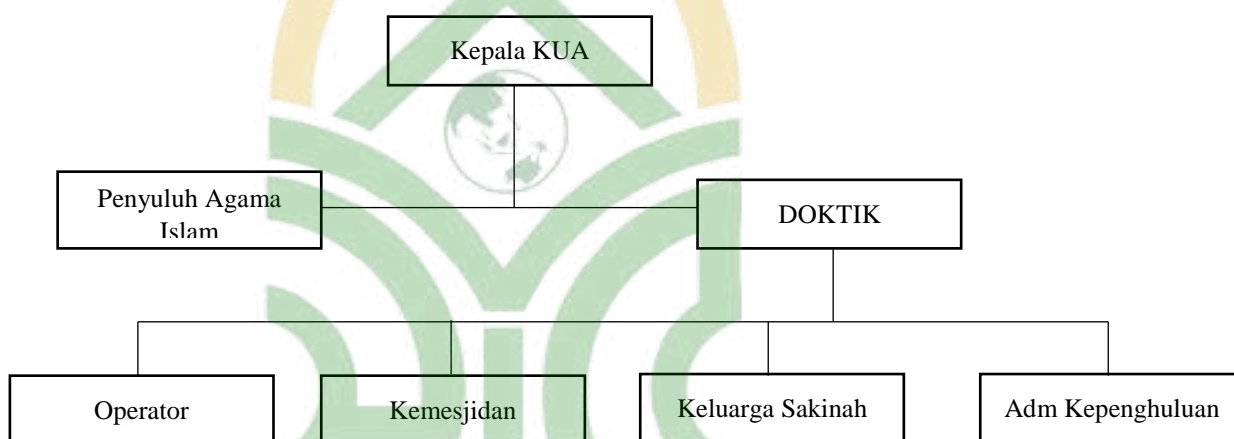 Kepala KUA
Penyuluh Agama
Islam
DOKTIK
Operator
Kemesjidan
Keluarga Sakinah
Adm Kepenghuluan